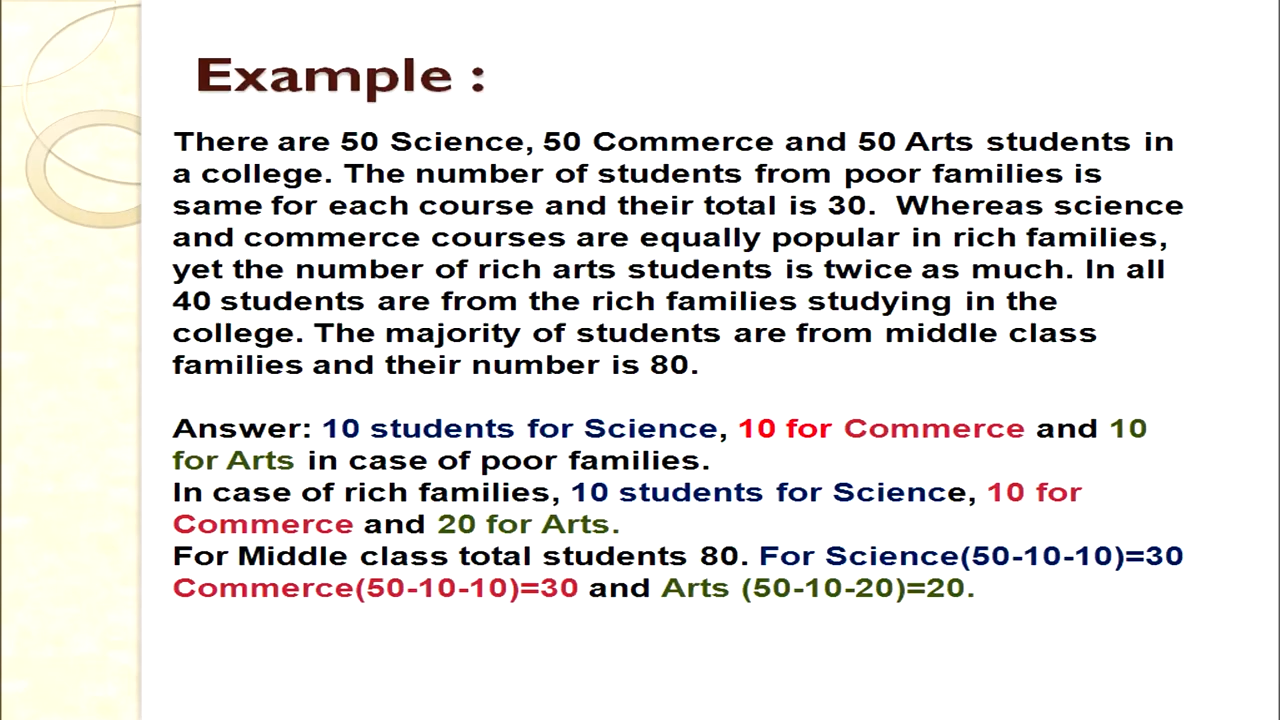 Example :
There are 50 Science, 50 Commerce and 50 Arts students in
a college. The number of students from poor families is
same for each course and their total is 30. Whereas science
and commerce courses are equally popular in rich families,
yet the number of rich arts students is twice as much. In all
40 students are from the rich families studying in the
college. The majority of students are from middle class
families and their number is 80.
Answer: 10 students for Science, 10 for Commerce and 10
for Arts in case of poor families.
In case of rich families, 10 students for Science, 10 for
Commerce and 20 for Arts.
For Middle class total students 80. For Science(50-10-10)=30
Commerce(50-10-10)=30 and Arts (50-10-20)=20.